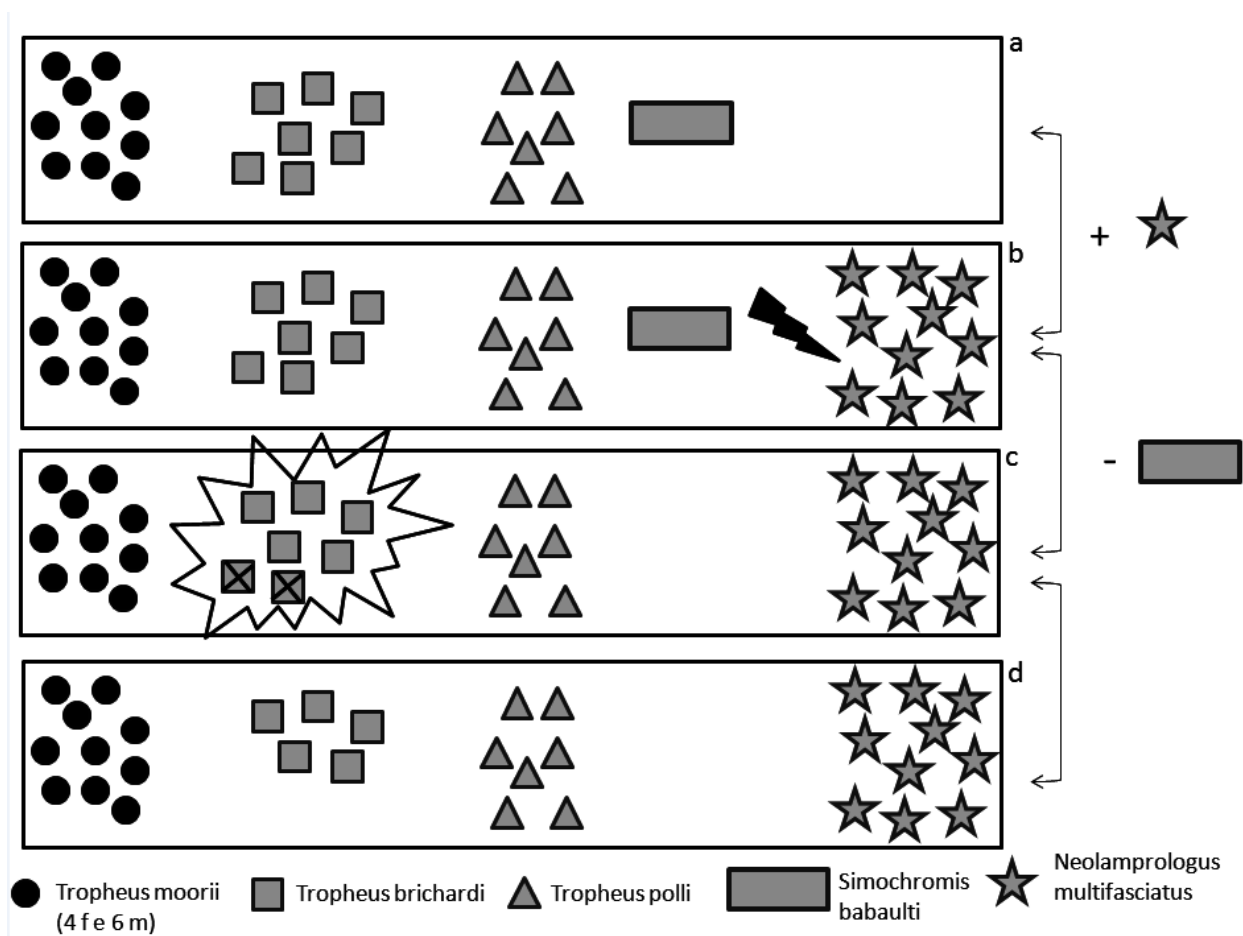 a
+
b
-
c
d
Tropheus moorii
(4 f e 6 m)
Tropheus brichardi
Tropheus polli
Simochromis
babaulti
Neolamprologus
multifasciatus